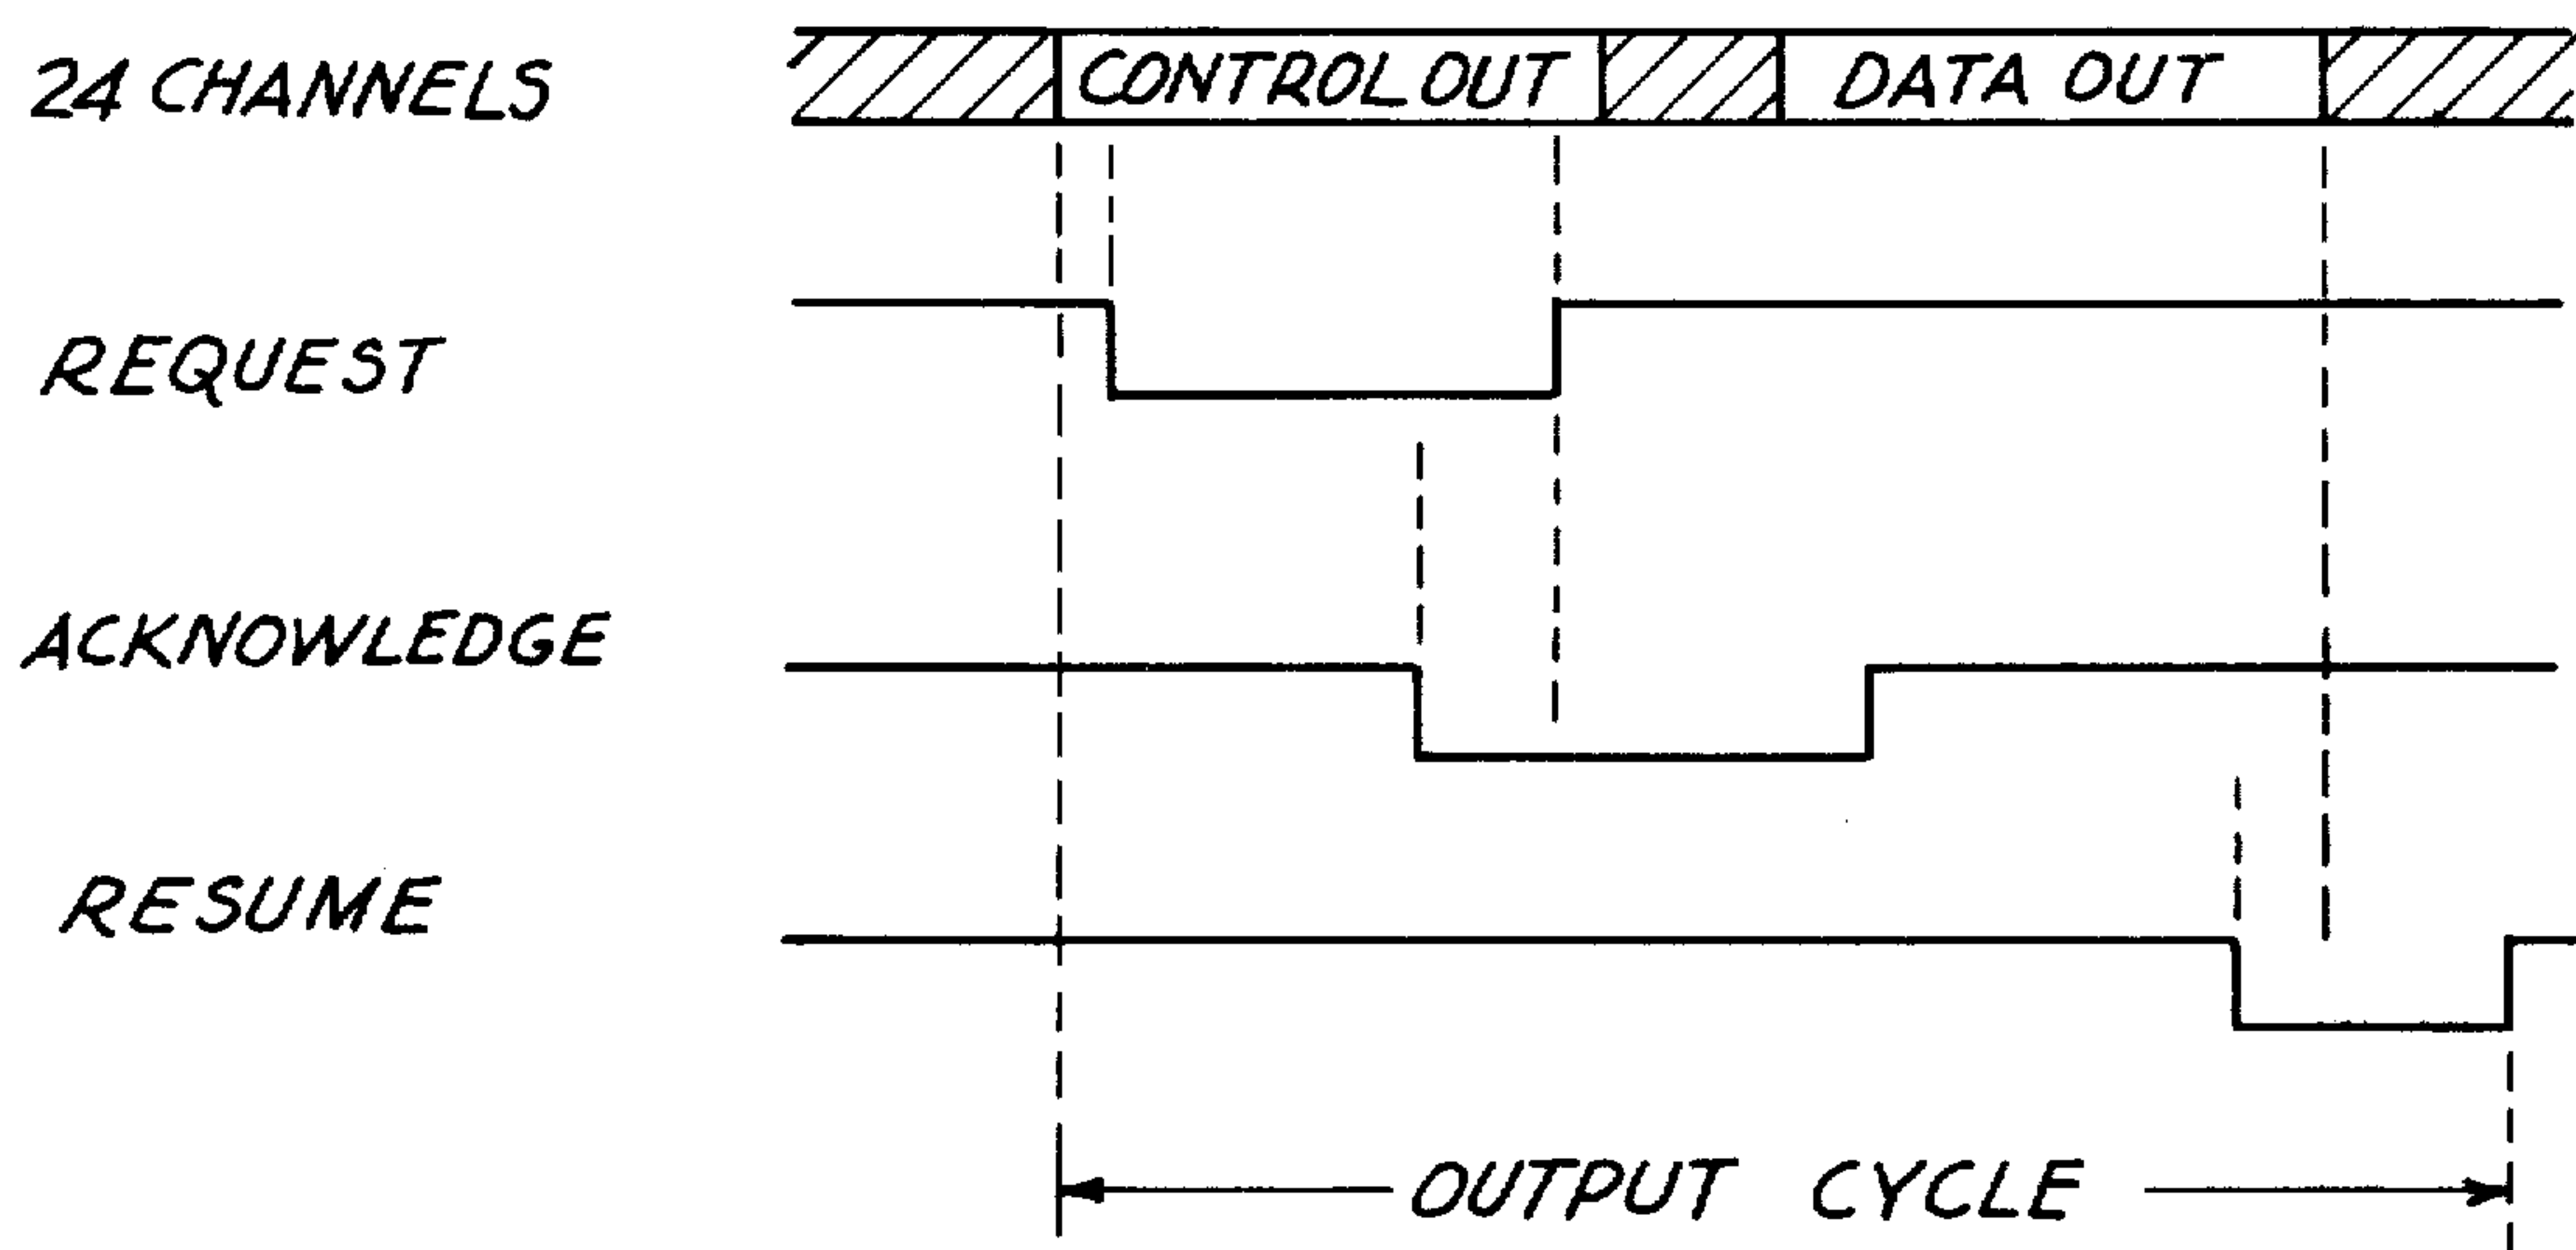 24 CHANNELS CONTROL OUT DATA OUT
REQUEST
ACKNOWLEDGE
RESUME
OUTPUT CYCLE